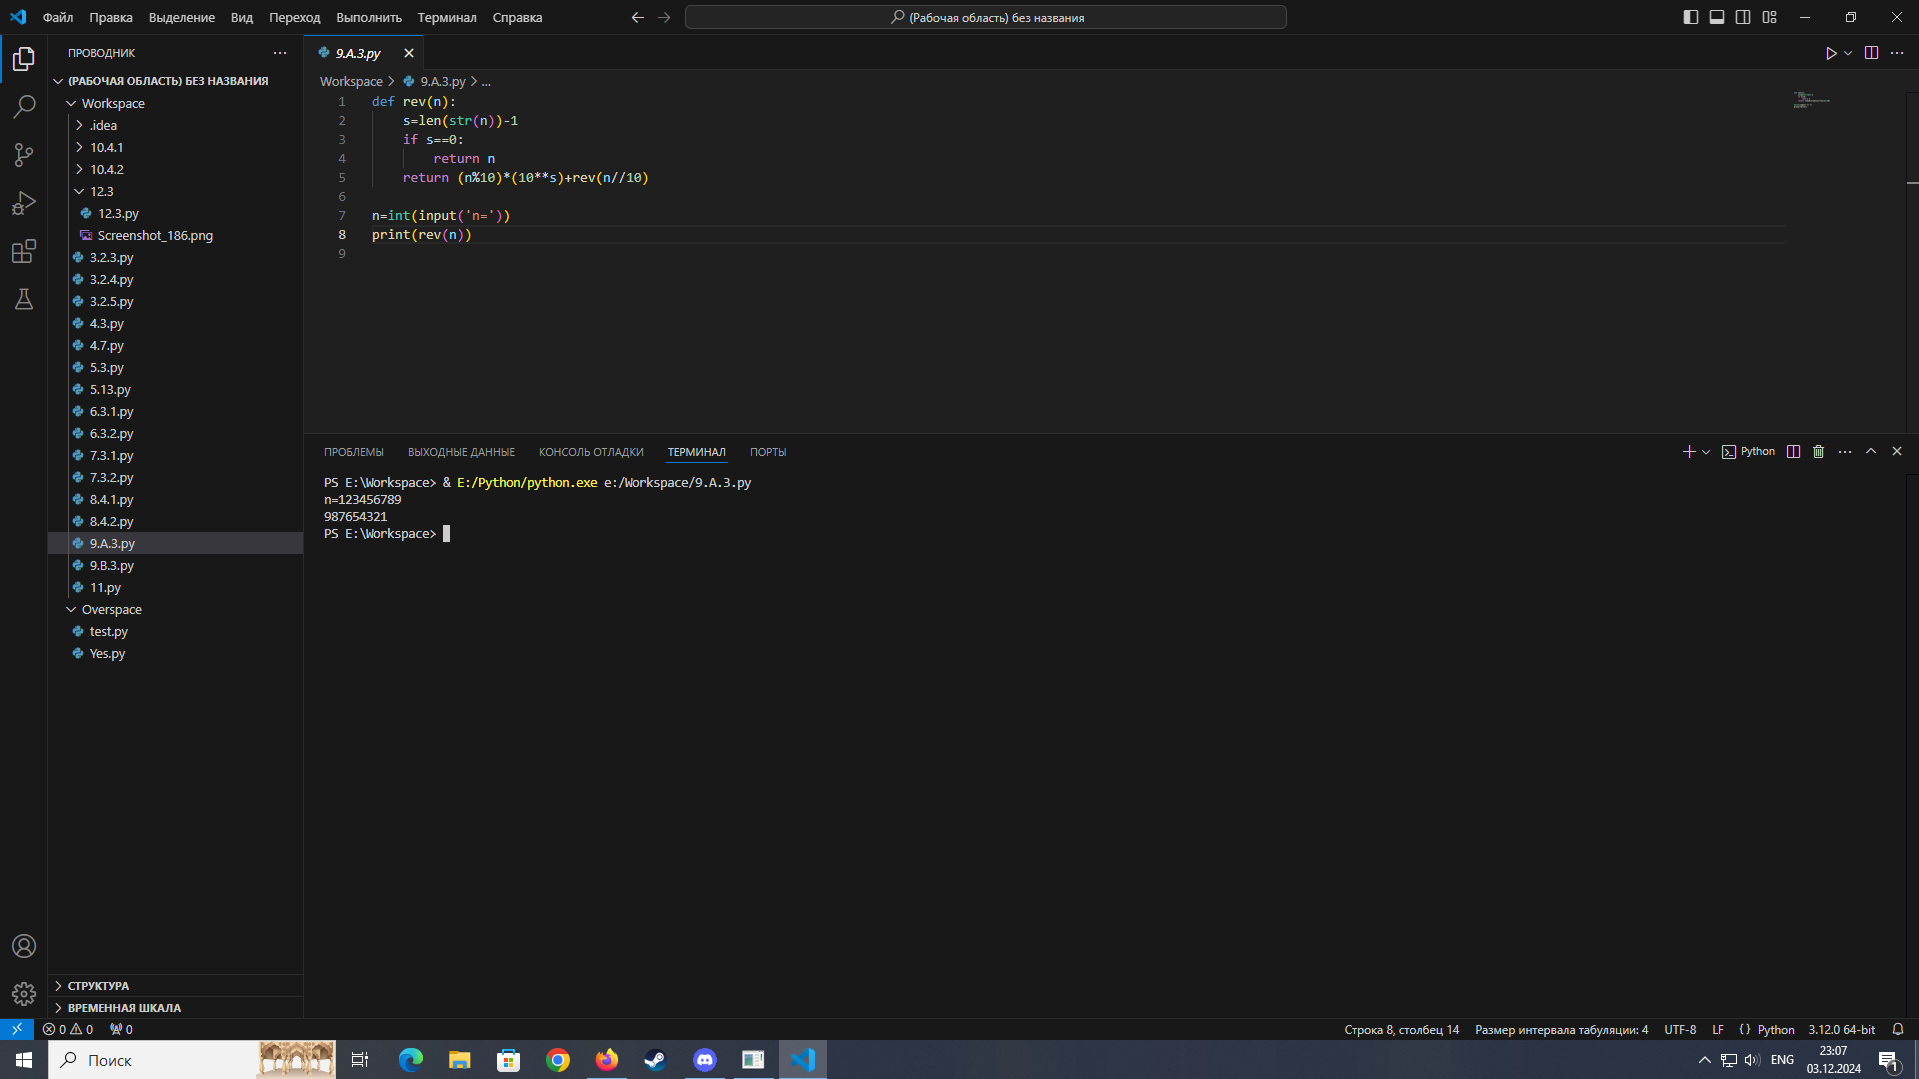 Файл Правка Выделение Вид Переход Выполнить Терминал Справка
(Рабочая область) без названия
ПРОВОДНИК
(РАБОЧАЯ ОБЛАСТЬ) БЕЗ НАЗВАНИЯ
Workspace
.idea
10.4.1
10.4.2
12.3
12.3.py
Screenshot_186.png
3.2.3.py
3.2.4.py
3.2.5.py
4.3.py
4.7.py
5.3.py
5.13.py
6.3.1.py
6.3.2.py
7.3.1.py
7.3.2.py
8.4.1.py
8.4.2.py
9.A.3.py
9.B.3.py
11.py
Overspace
test.py
Yes.py
СТРУКТУРА
ВРЕМЕННАЯ ШКАЛА
9.A.3.py
Workspace > 9.A.3.py > ...
1 def rev(n):
2 s=len(str(n))-1
3 if s==0:
4 return n
5 return (n%10)*(10**s)+rev(n//10)
6
7 n=int(input('n='))
8 print(rev(n))
9
ПРОБЛЕМЫ ВЫХОДНЫЕ ДАННЫЕ КОНСОЛЬ ОТЛАДКИ ТЕРМИНАЛ ПОРТЫ
Python
PS E:\Workspace> & E:/Python/python.exe e:/Workspace/9.A.3.py
n=123456789
987654321
PS E:\Workspace>
0 0 0
Строка 8, столбец 14 Размер интервала табуляции: 4 UTF-8 LF {} Python 3.12.0 64-bit
Поиск
ENG
23:07
03.12.2024
1